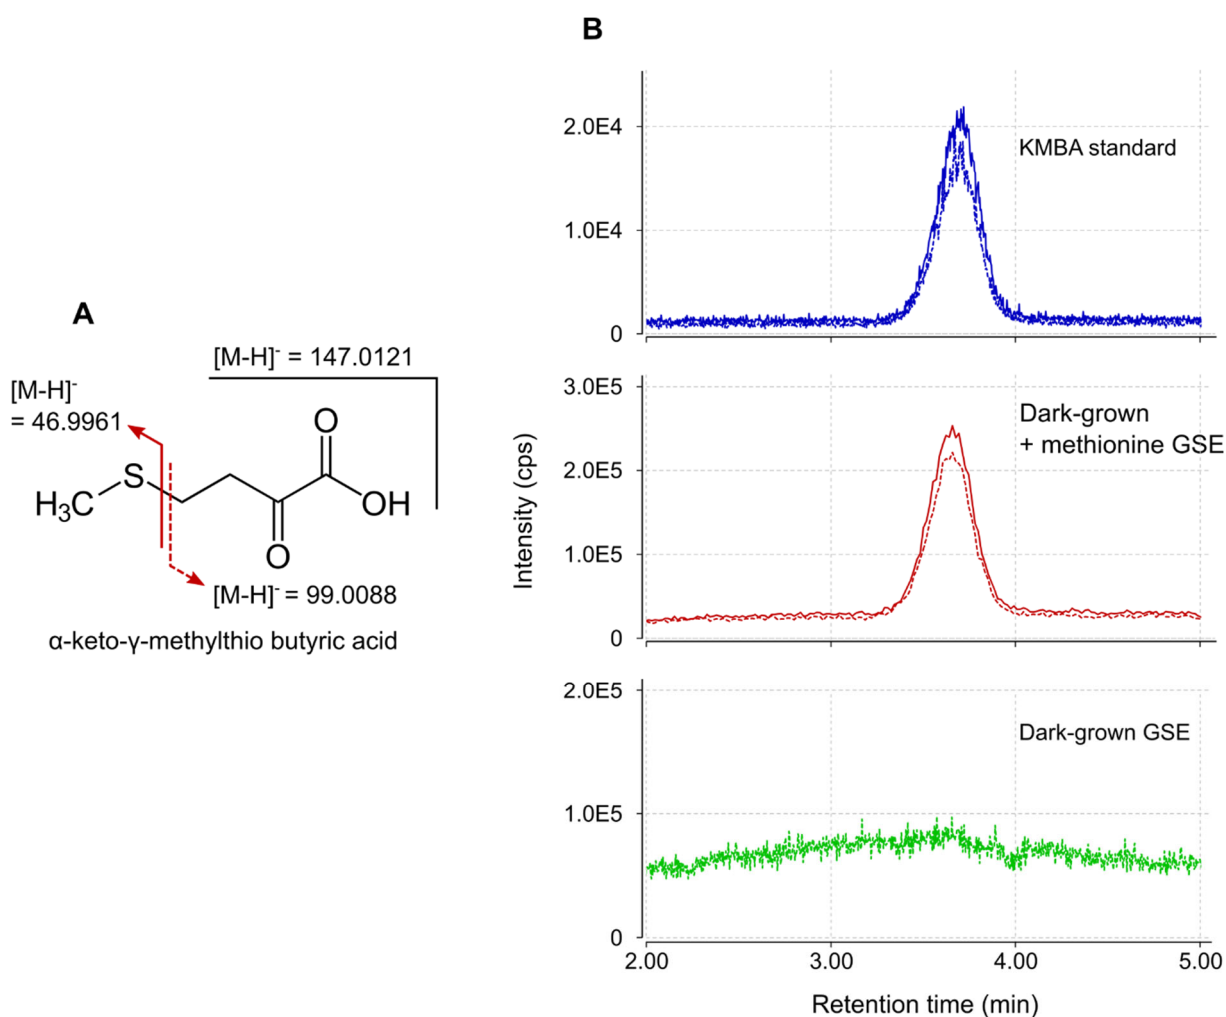 A
[M-H]- = 147.0121
[M-H]-
= 46.9961
O
S
H3C
OH
O
[M-H]- = 99.0088
α-keto-γ-methylthio butyric acid
B
2.0E4
KMBA standard
1.0E4
0
3.0E5
Dark-grown
+ methionine GSE
2.0E5
1.0E5
0
Intensity (cps)
2.0E5
Dark-grown GSE
1.0E5
0
2.00 3.00 4.00 5.00
Retention time (min)